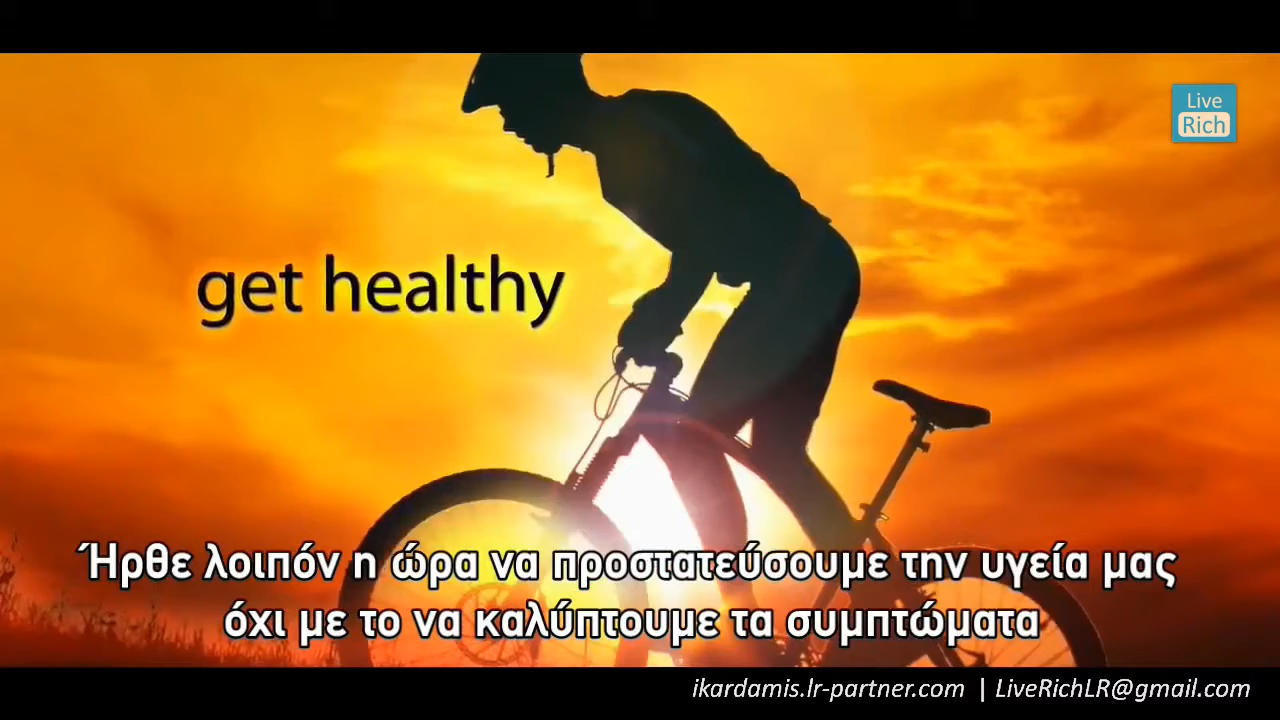 Live
Rich
get healthy
Ήρθε λοιπόν η ώρα να προστατεύσουμε την υγεία μας
όχι με το να καλύπτουμε τα συμπτώματα
ikardamis.lr-partner.com | LiveRichLR@gmail.com